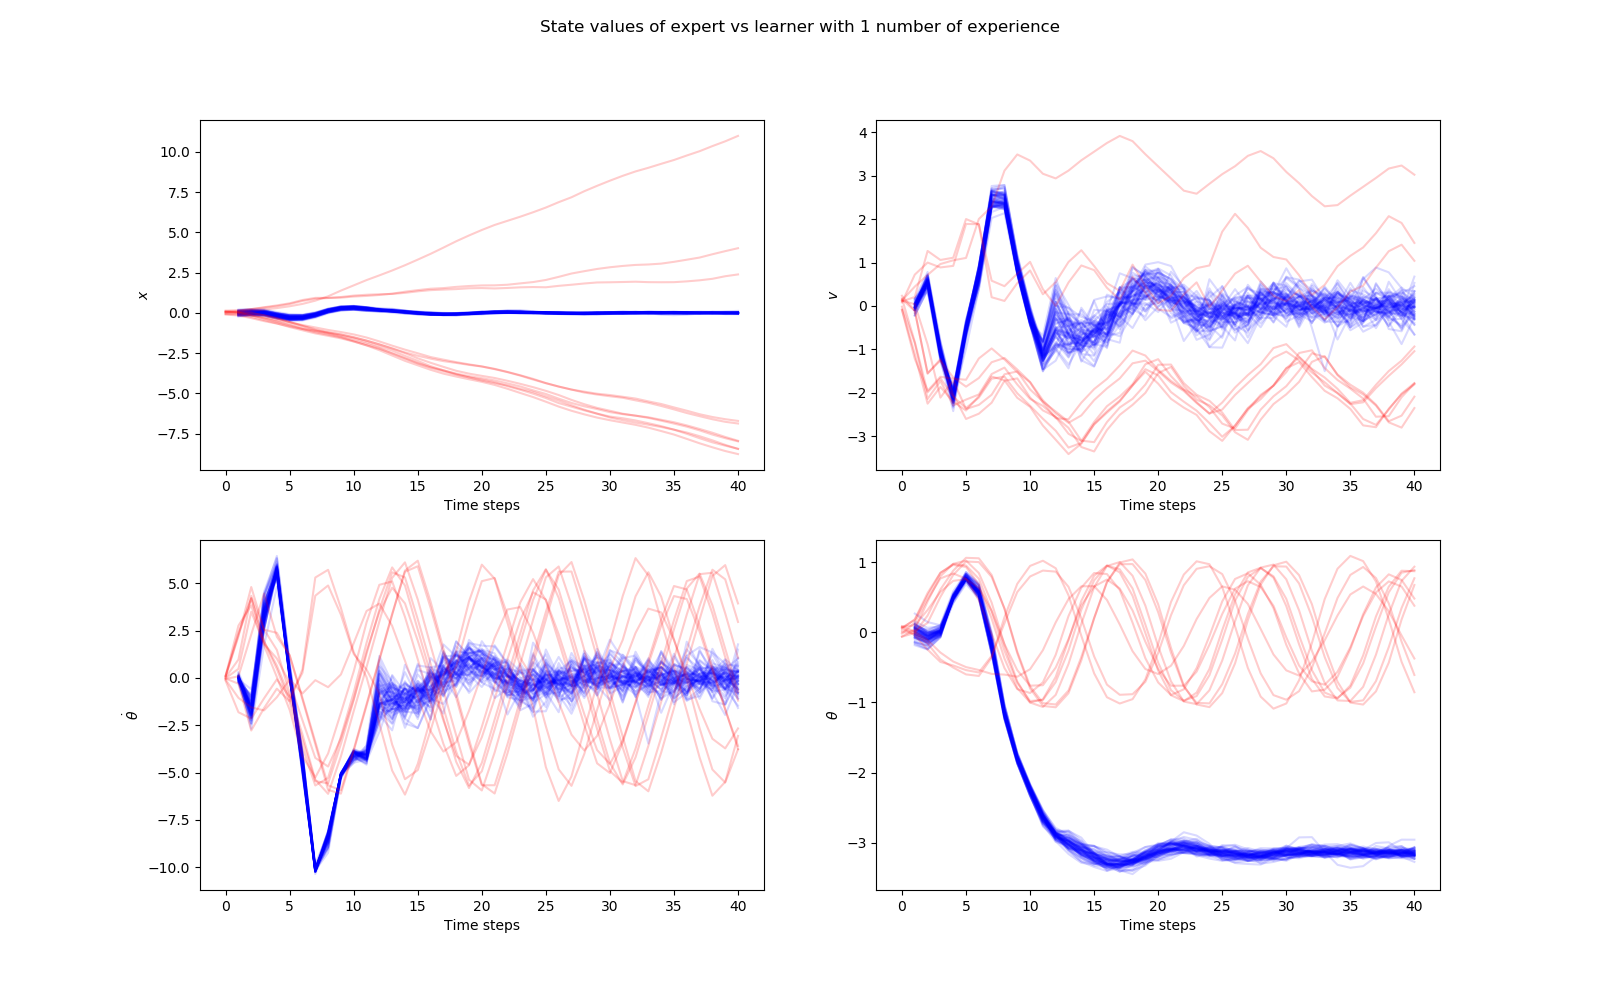 State values of expert vs learner with 1 number of experience
10.0
7.5
5.0
2.5
0.0
−2.5
−5.0
−7.5
x
0 5 10 15 20 25 30 35 40
Time steps
4
3
2
1
0
−1
−2
−3
v
0 5 10 15 20 25 30 35 40
Time steps
5.0
2.5
0.0
−2.5
−5.0
−7.5
−10.0
θ̇
0 5 10 15 20 25 30 35 40
Time steps
1
0
−1
−2
−3
θ
0 5 10 15 20 25 30 35 40
Time steps